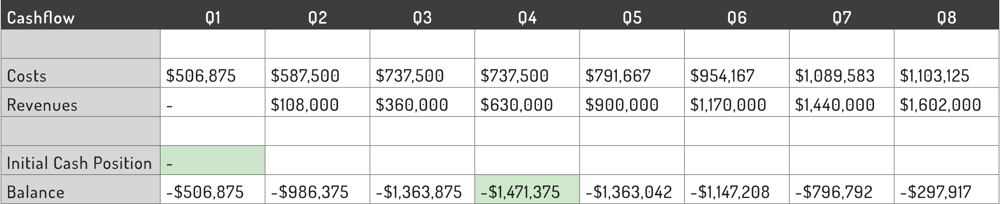 Cashflow Q1 Q2 Q3 Q4 Q5 Q6 Q7 Q8
Costs $506,875 $587,500 $737,500 $737,500 $791,667 $954,167 $1,089,583 $1,103,125
Revenues - $108,000 $360,000 $630,000 $900,000 $1,170,000 $1,440,000 $1,602,000
Initial Cash Position -
Balance -$506,875 -$986,375 -$1,363,875 -$1,471,375 -$1,363,042 -$1,147,208 -$796,792 -$297,917